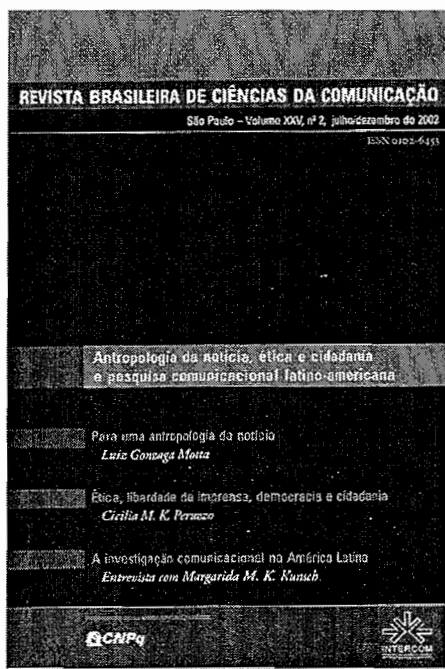 REVISTA BRASILEIRA DE CIÊNCIAS DA COMUNICAÇÃO
São Paulo – Volume XXV, nº 2, julho/dezembro de 2002
ISSN 0102-6453
Antropologia da notícia, ética e cidadania
e pesquisa comunicacional latino-americana
Para uma antropologia da notícia
Luiz Gonzaga Motta
Ética, liberdade de imprensa, democracia e cidadania
Cicilia M. K. Peruzzo
A investigação comunicacional na América Latina
Entrevista com Margarida M. K. Kunsch
CNPq
INTERCOM